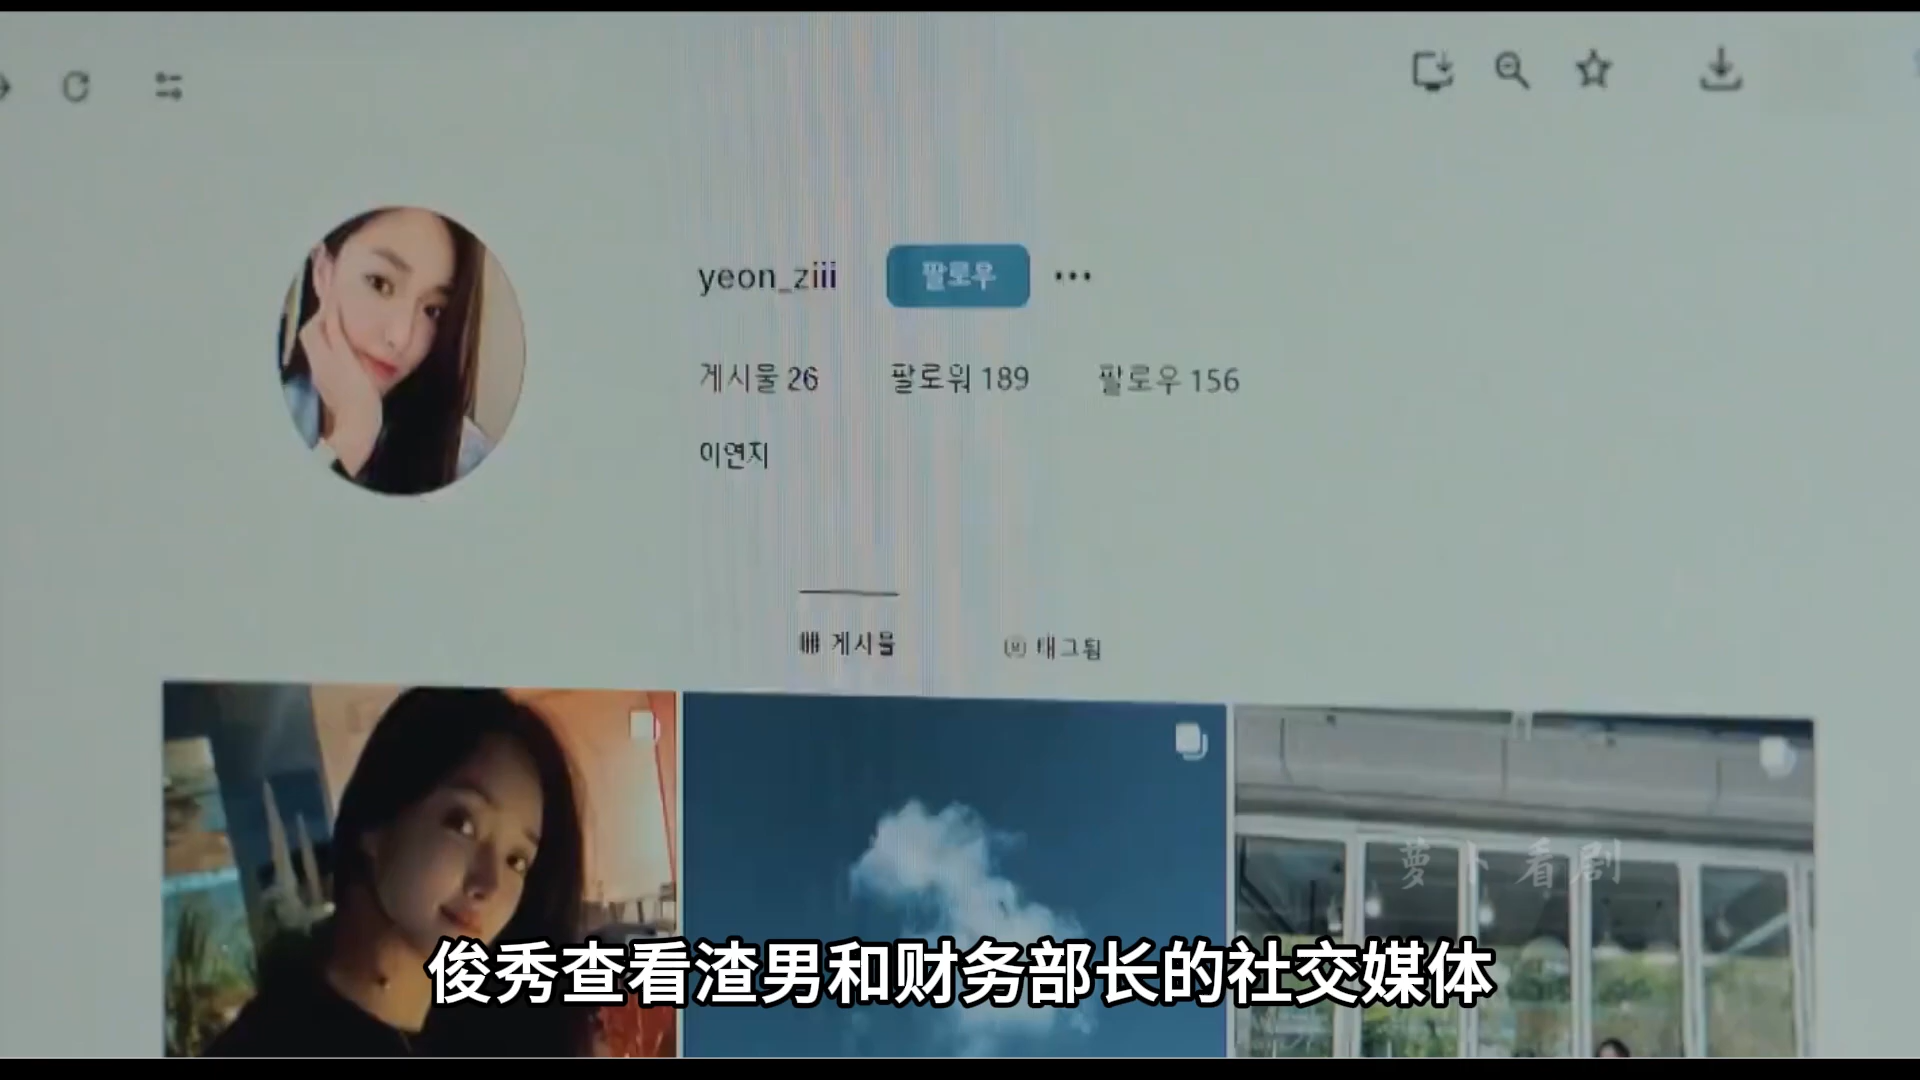 yeon_ziii 팔로우
게시물 26 팔로워 189 팔로우 156
이연지
게시물 태그됨
萝卜看剧
俊秀查看渣男和财务部长的社交媒体